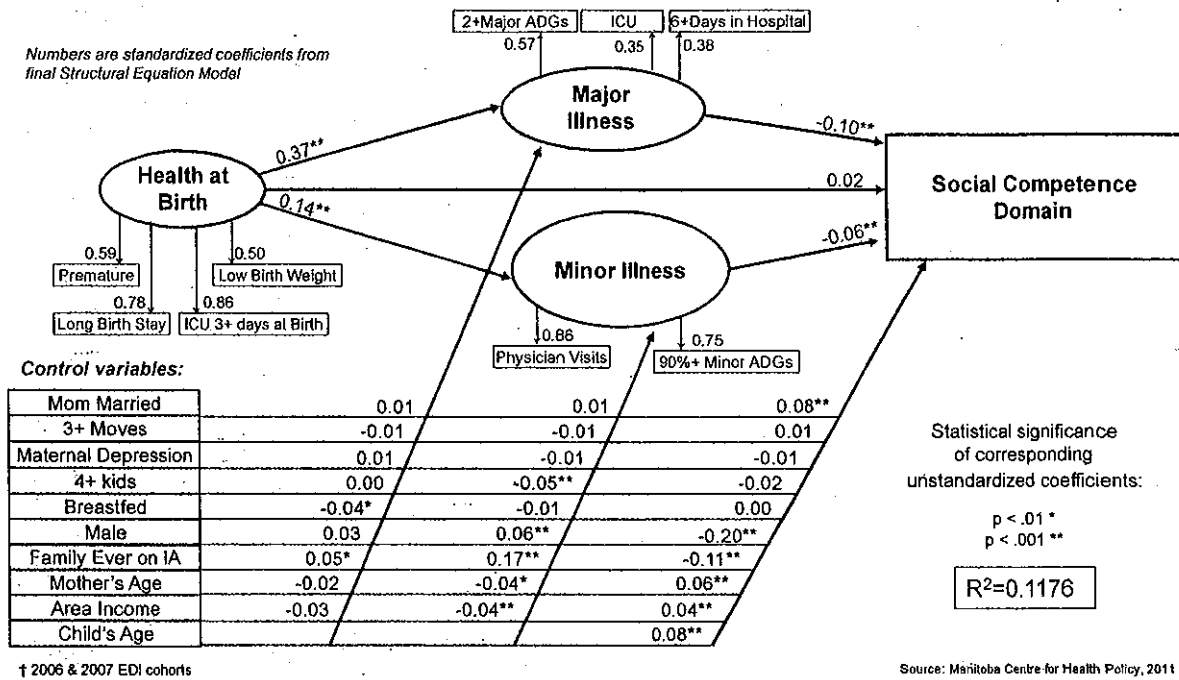 2+Major ADGs
ICU
6+Days in Hospital
0.57
0.35
0.38
Numbers are standardized coefficients from
final Structural Equation Model
Major
Illness
0.37**
-0.10**
Health at
Birth
0.02
Social Competence
Domain
0.14**
-0.06**
Minor Illness
0.59
Premature
0.50
Low Birth Weight
0.78
Long Birth Stay
0.86
ICU 3+ days at Birth
0.86
Physician Visits
0.75
90%+ Minor ADGs
Control variables:
Mom Married 0.01 0.01 0.08**
3+ Moves -0.01 -0.01 0.01
Maternal Depression 0.01 -0.01 -0.01
4+ kids 0.00 -0.05** -0.02
Breastfed -0.04* -0.01 0.00
Male 0.03 0.06** -0.20**
Family Ever on IA 0.05* 0.17** -0.11**
Mother's Age -0.02 -0.04* 0.06**
Area Income -0.03 -0.04** 0.04**
Child's Age 0.08**
Statistical significance
of corresponding
unstandardized coefficients:
p < .01 *
p < .001 **
R²=0.1176
† 2006 & 2007 EDI cohorts
Source: Manitoba Centre for Health Policy, 2011